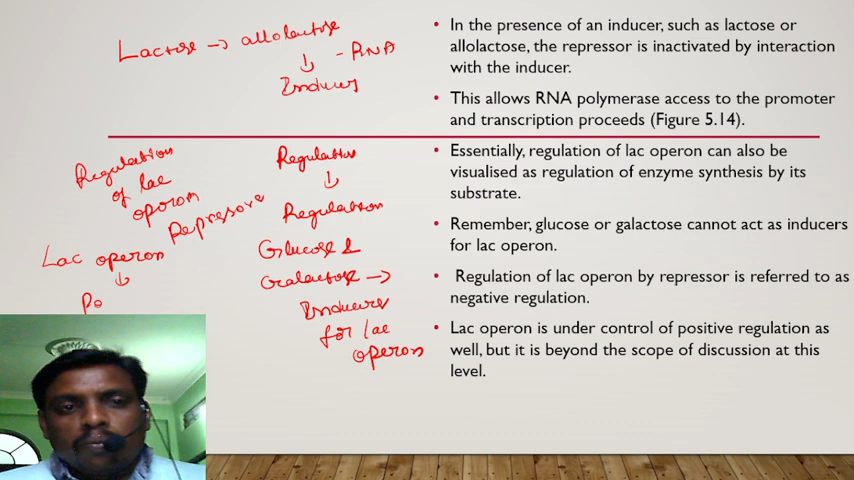 Lactose → allolactose
↓ - RNA
Inducer
Regulation
of lac
operon
Repressore
Lac operon
↓
Po
Regulation
↓
Regulation
Glucose &
Galactose →
Inducers
for lac
operon
• In the presence of an inducer, such as lactose or
allolactose, the repressor is inactivated by interaction
with the inducer.
• This allows RNA polymerase access to the promoter
and transcription proceeds (Figure 5.14).
• Essentially, regulation of lac operon can also be
visualised as regulation of enzyme synthesis by its
substrate.
• Remember, glucose or galactose cannot act as inducers
for lac operon.
• Regulation of lac operon by repressor is referred to as
negative regulation.
• Lac operon is under control of positive regulation as
well, but it is beyond the scope of discussion at this
level.